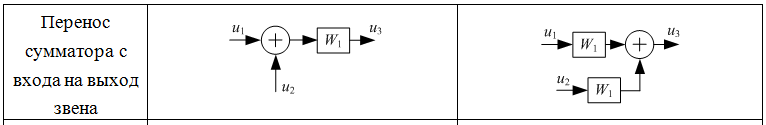 Перенос
сумматора с
входа на выход
звена
u1 + W1 u3
u2
u1 W1 + u3
u2 W1